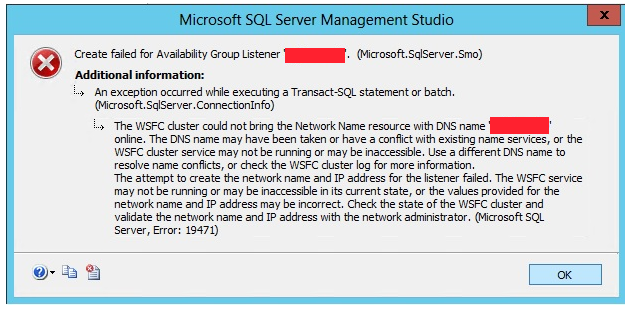 Microsoft SQL Server Management Studio
x
Create failed for Availability Group Listener '            '. (Microsoft.SqlServer.Smo)
Additional information:
An exception occurred while executing a Transact-SQL statement or batch.
(Microsoft.SqlServer.ConnectionInfo)
The WSFC cluster could not bring the Network Name resource with DNS name '            '
online. The DNS name may have been taken or have a conflict with existing name services, or the
WSFC cluster service may not be running or may be inaccessible. Use a different DNS name to
resolve name conflicts, or check the WSFC cluster log for more information.
The attempt to create the network name and IP address for the listener failed. The WSFC service
may not be running or may be inaccessible in its current state, or the values provided for the
network name and IP address may be incorrect. Check the state of the WSFC cluster and
validate the network name and IP address with the network administrator. (Microsoft SQL
Server, Error: 19471)
OK